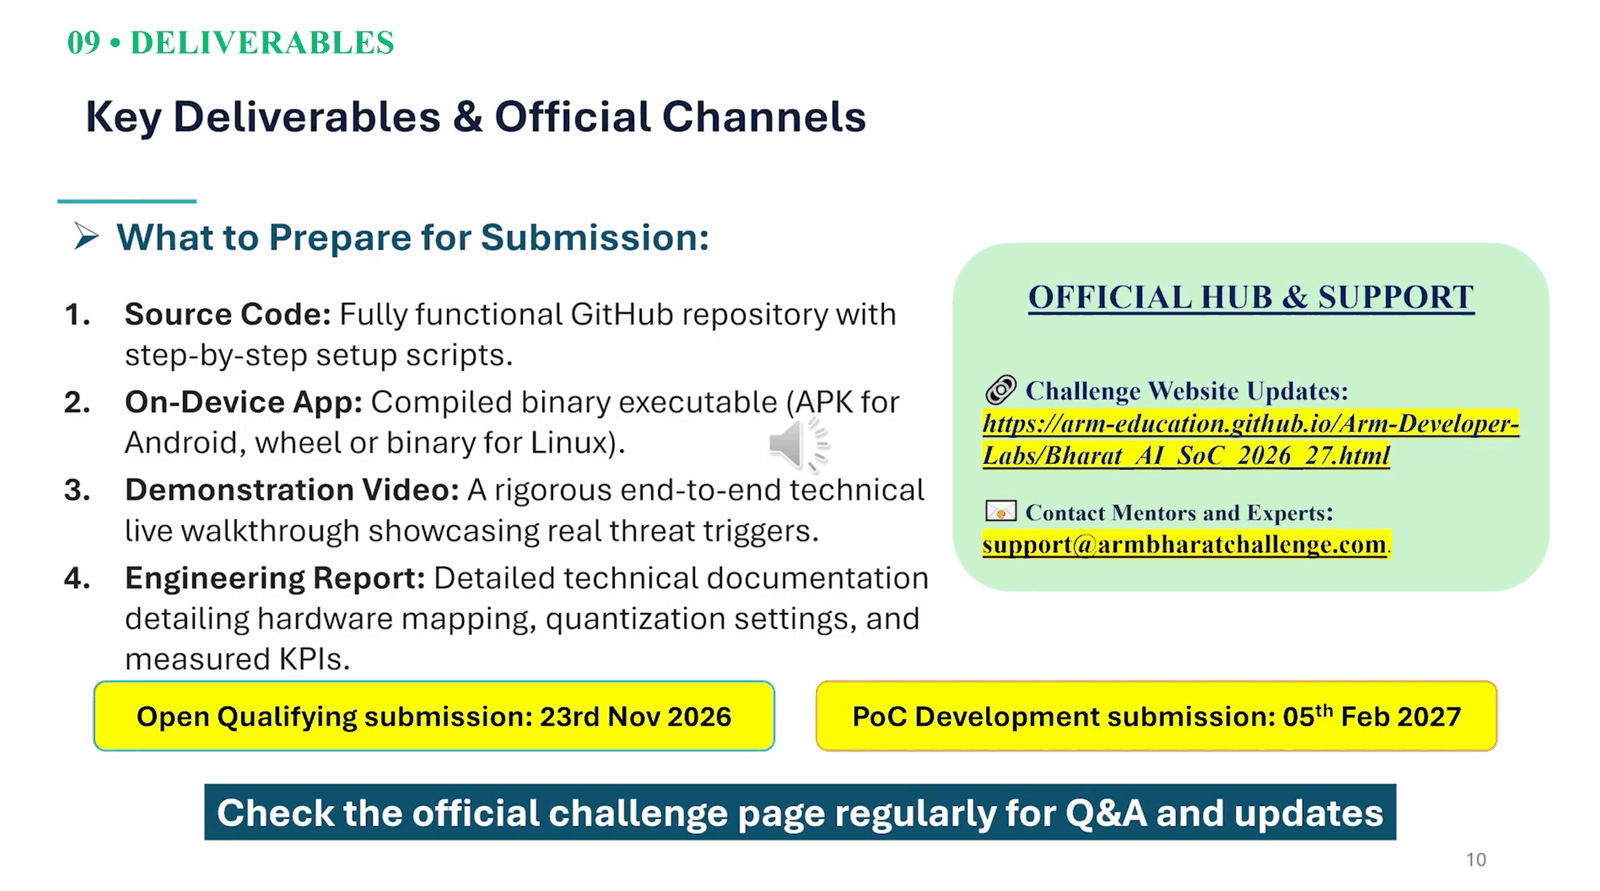 09 • DELIVERABLES
Key Deliverables & Official Channels
➢ What to Prepare for Submission:
1. Source Code: Fully functional GitHub repository with
step-by-step setup scripts.
2. On-Device App: Compiled binary executable (APK for
Android, wheel or binary for Linux).
3. Demonstration Video: A rigorous end-to-end technical
live walkthrough showcasing real threat triggers.
4. Engineering Report: Detailed technical documentation
detailing hardware mapping, quantization settings, and
measured KPIs.
OFFICIAL HUB & SUPPORT
Challenge Website Updates:
https://arm-education.github.io/Arm-Developer-
Labs/Bharat_AI_SoC_2026_27.html
Contact Mentors and Experts:
support@armbharatchallenge.com.
Open Qualifying submission: 23rd Nov 2026
PoC Development submission: 05th Feb 2027
Check the official challenge page regularly for Q&A and updates
10